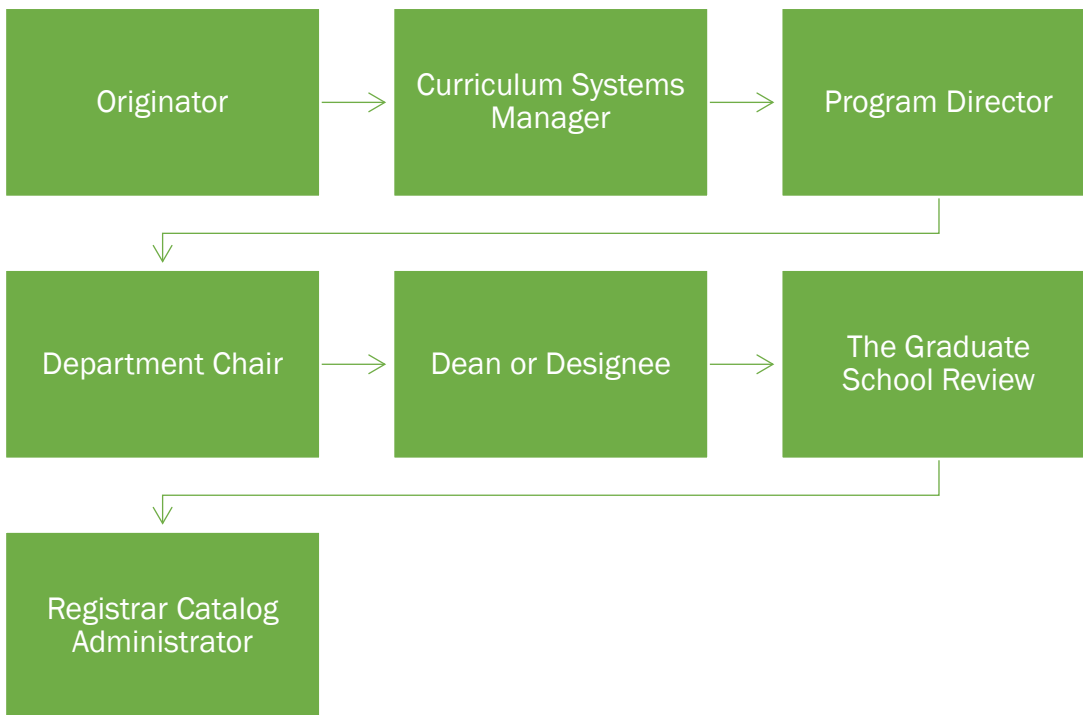 Originator
Curriculum Systems
Manager
Program Director
Department Chair
Dean or Designee
The Graduate
School Review
Registrar Catalog
Administrator